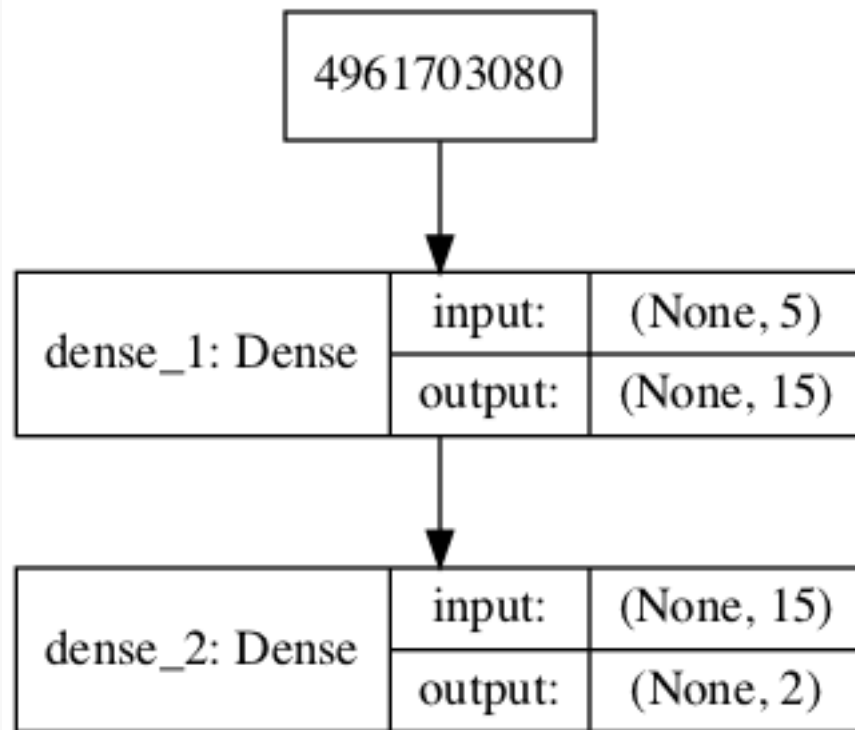 4961703080
dense_1: Dense
input:
(None, 5)
output:
(None, 15)
dense_2: Dense
input:
(None, 15)
output:
(None, 2)